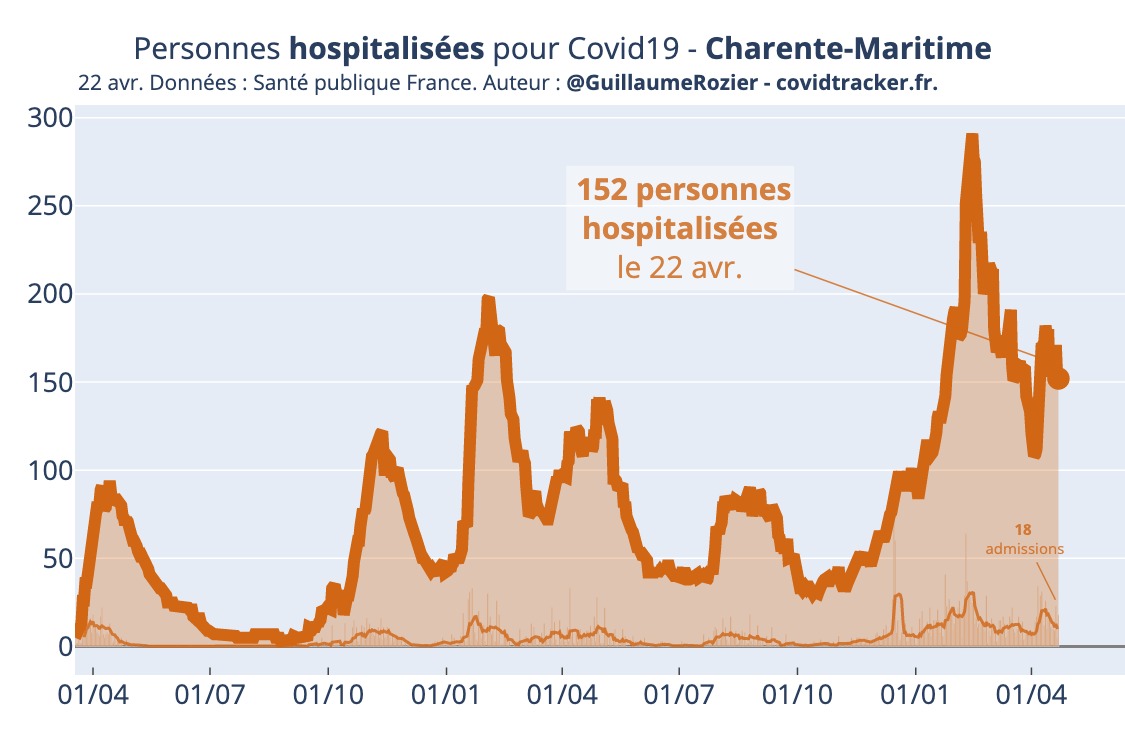 Personnes hospitalisées pour Covid19 - Charente-Maritime
22 avr. Données : Santé publique France. Auteur : @GuillaumeRozier - covidtracker.fr.
300
250
200
150
100
50
0
152 personnes
hospitalisées
le 22 avr.
18
admissions
01/04
01/07
01/10
01/01
01/04
01/07
01/10
01/01
01/04